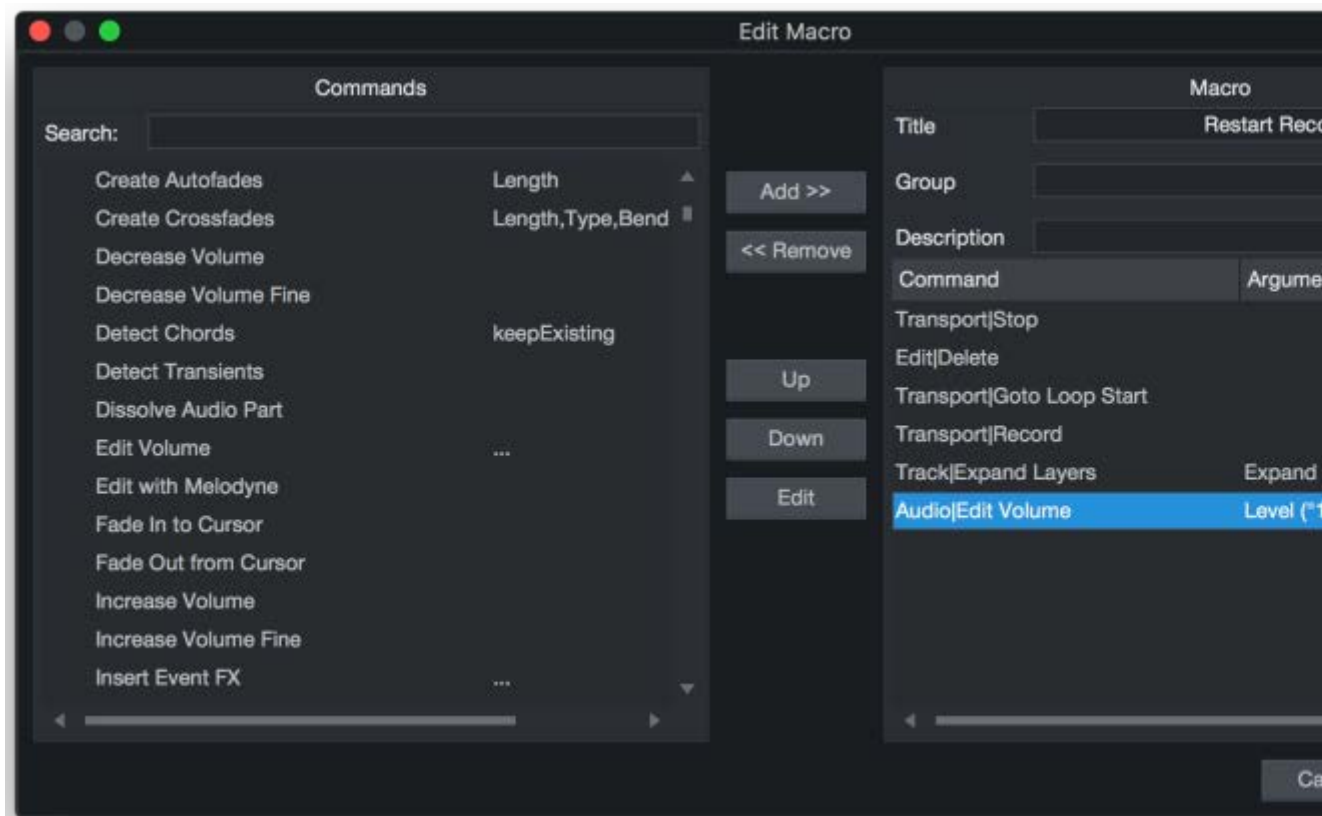 Edit Macro
Commands
Search:
Create Autofades Length
Create Crossfades Length,Type,Bend
Decrease Volume
Decrease Volume Fine
Detect Chords keepExisting
Detect Transients
Dissolve Audio Part
Edit Volume ...
Edit with Melodyne
Fade In to Cursor
Fade Out from Cursor
Increase Volume
Increase Volume Fine
Insert Event FX ...
Add >>
<< Remove
Up
Down
Edit
Macro
Title Restart Reco
Group
Description
Command Argume
Transport|Stop
Edit|Delete
Transport|Goto Loop Start
Transport|Record
Track|Expand Layers Expand
Audio|Edit Volume Level ("1
Ca